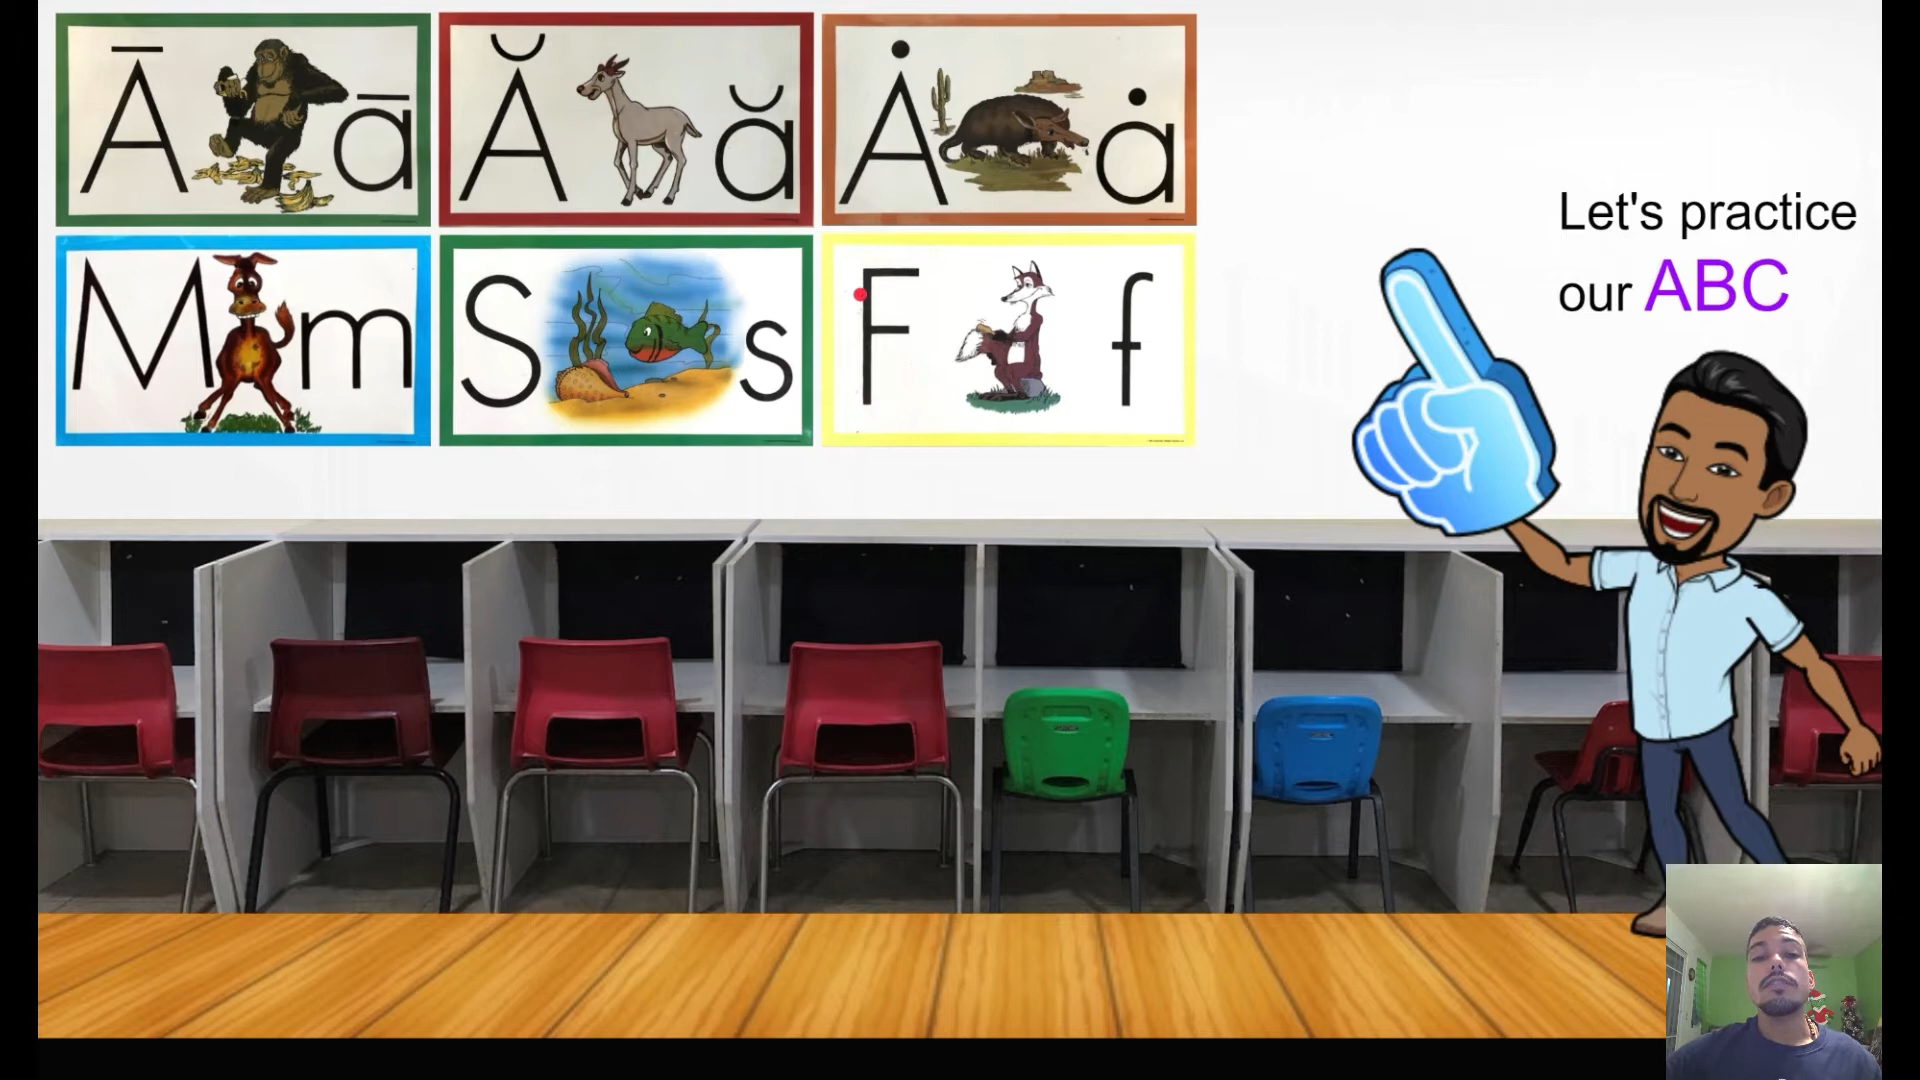 Ā ā
Ă ă
Ȧ ȧ
M m
S s
F f
Let's practice
our ABC